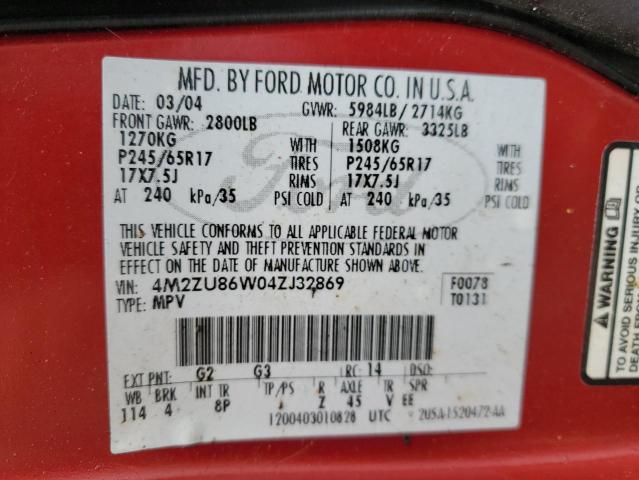 MFD. BY FORD MOTOR CO. IN U.S.A.
DATE: 03/04 GVWR: 5984LB / 2714KG
FRONT GAWR: 2800LB REAR GAWR: 3325LB
1270KG WITH 1508KG WITH
P245/65R17 TIRES P245/65R17 TIRES
17X7.5J RIMS 17X7.5J RIMS
AT 240 kPa/35 PSI COLD AT 240 kPa/35 PSI COLD
Ford
THIS VEHICLE CONFORMS TO ALL APPLICABLE FEDERAL MOTOR
VEHICLE SAFETY AND THEFT PREVENTION STANDARDS IN
EFFECT ON THE DATE OF MANUFACTURE SHOWN ABOVE.
VIN: 4M2ZU86W04ZJ32869 F0078
TYPE: MPV T0131
EXT PNT: G2 G3 RC: 14 DSO:
WB BRK INT TR TP/PS R AXLE TR SPR
114 4 8P Z 45 V EE
1200403010828 UTC
WARNING
TO AVOID SERIOUS INJURY